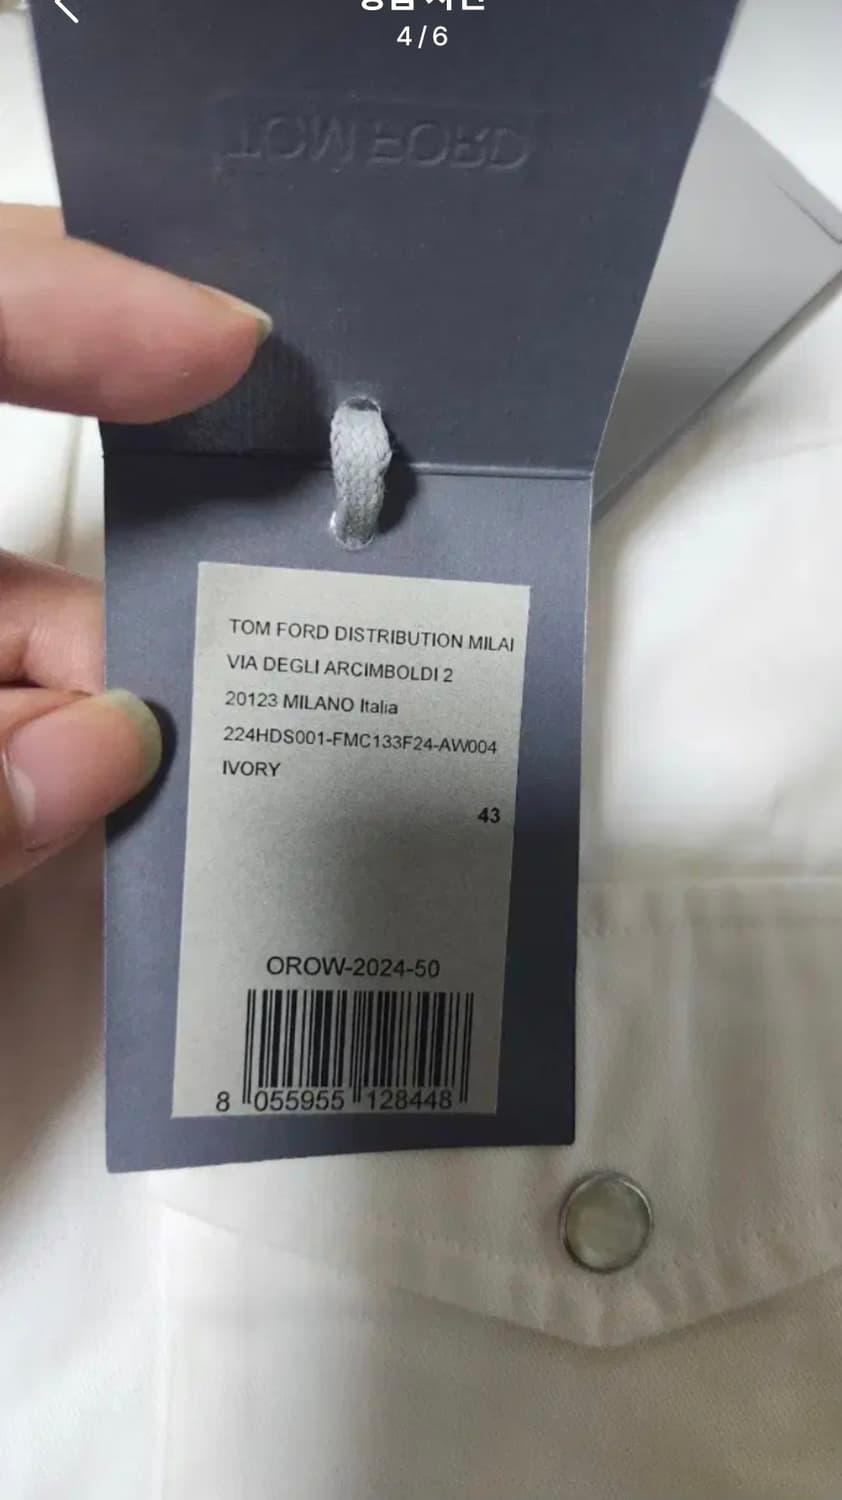 4/6
TOM FORD
TOM FORD DISTRIBUTION MILAI
VIA DEGLI ARCIMBOLDI 2
20123 MILANO Italia
224HDS001-FMC133F24-AW004
IVORY
43
OROW-2024-50
8 055955 128448